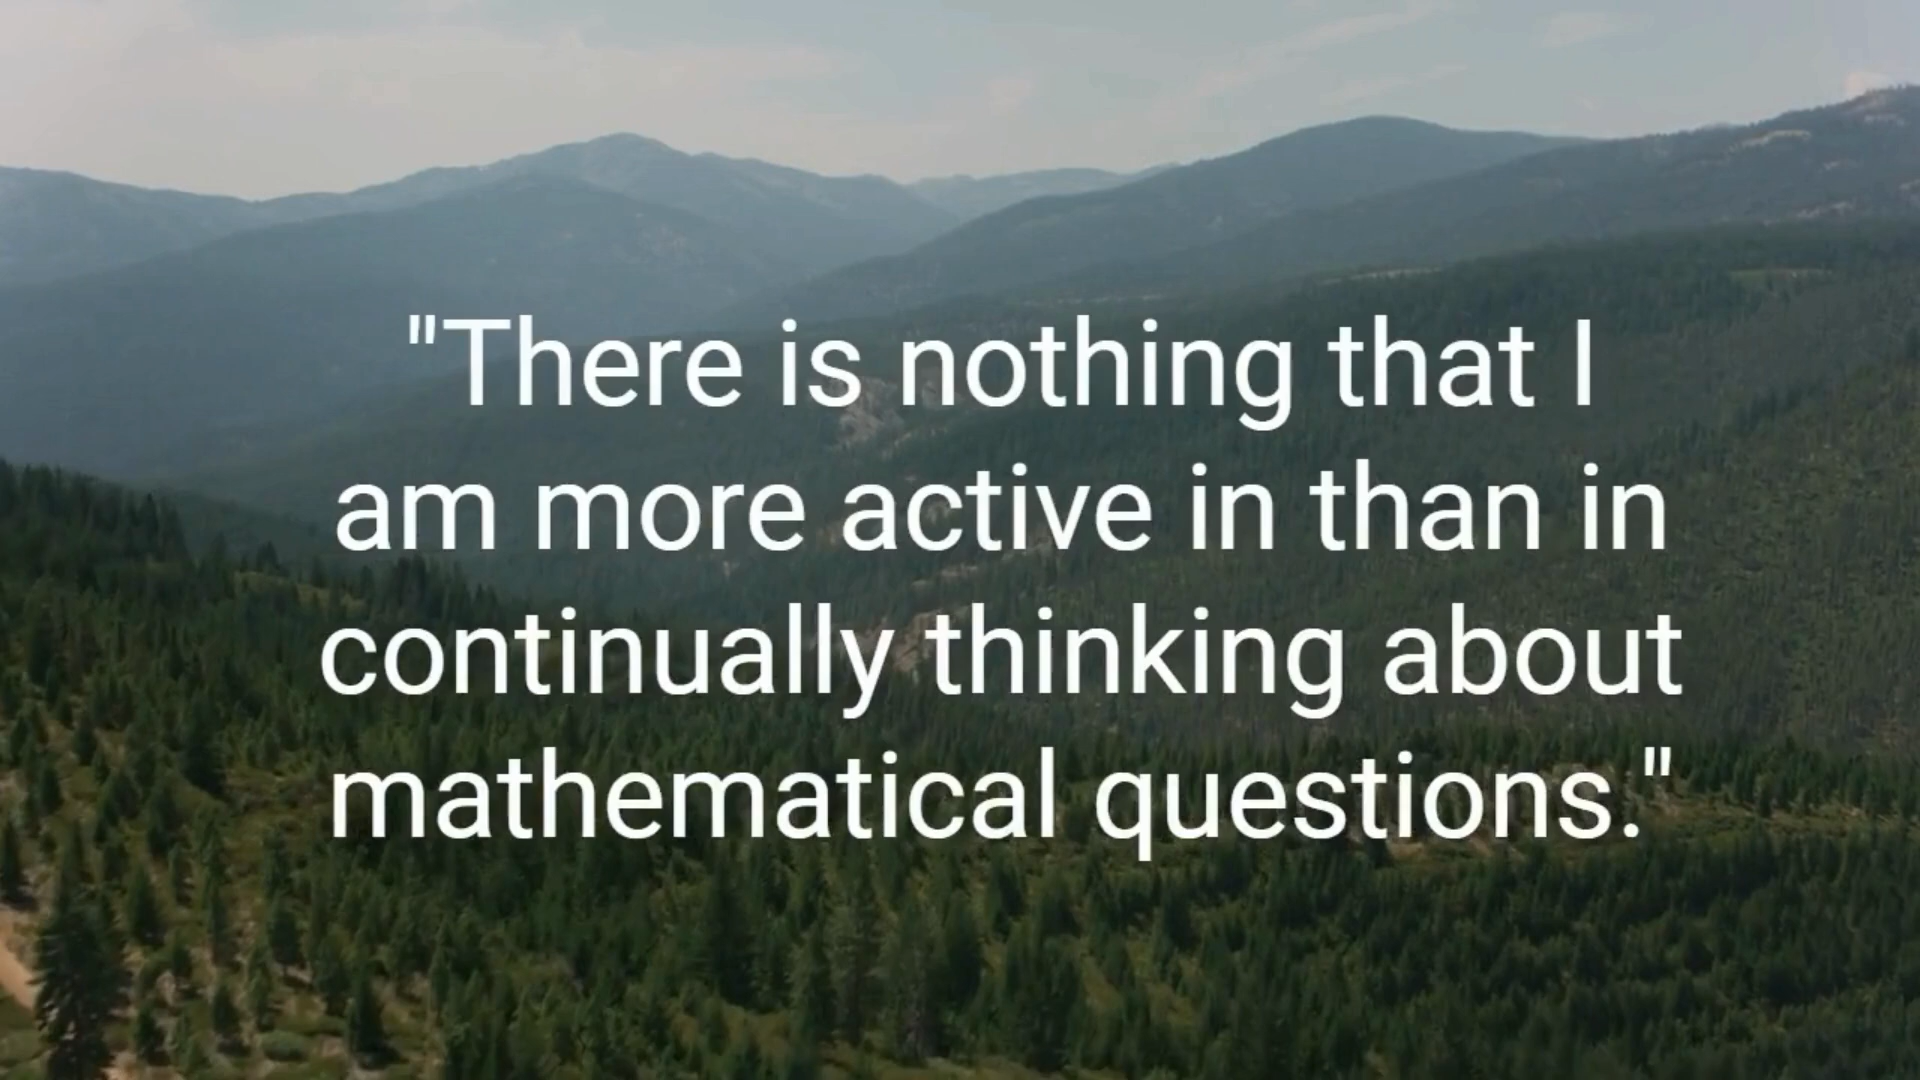 "There is nothing that I
am more active in than in
continually thinking about
mathematical questions."